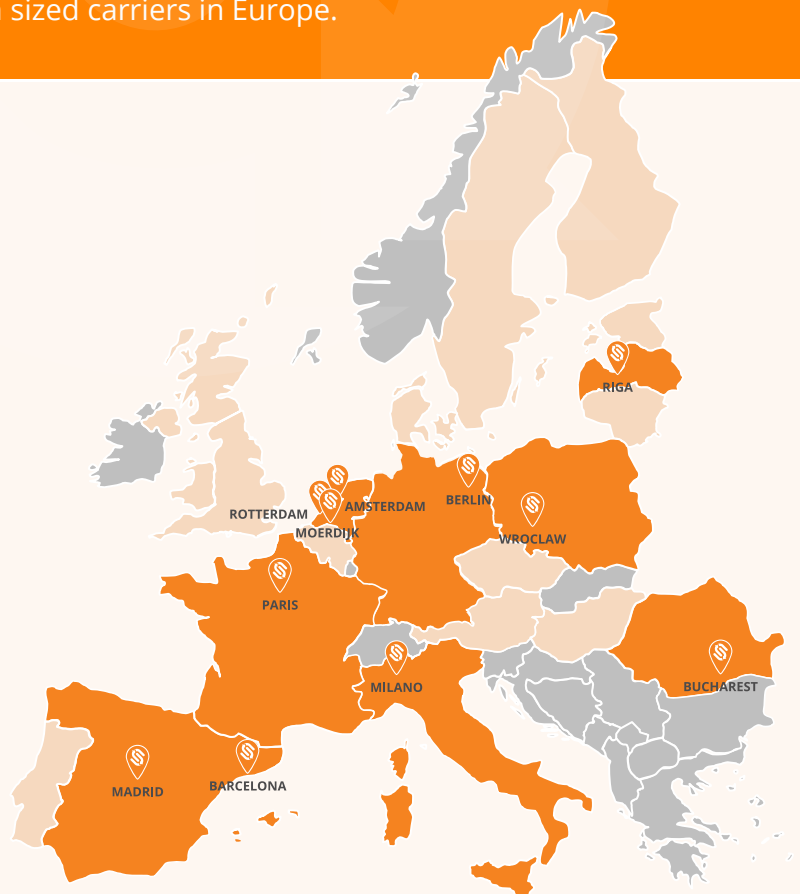 sized carriers in Europe.
RIGA
BERLIN
AMSTERDAM
ROTTERDAM
MOERDIJK
WROCLAW
PARIS
MILANO
BUCHAREST
BARCELONA
MADRID